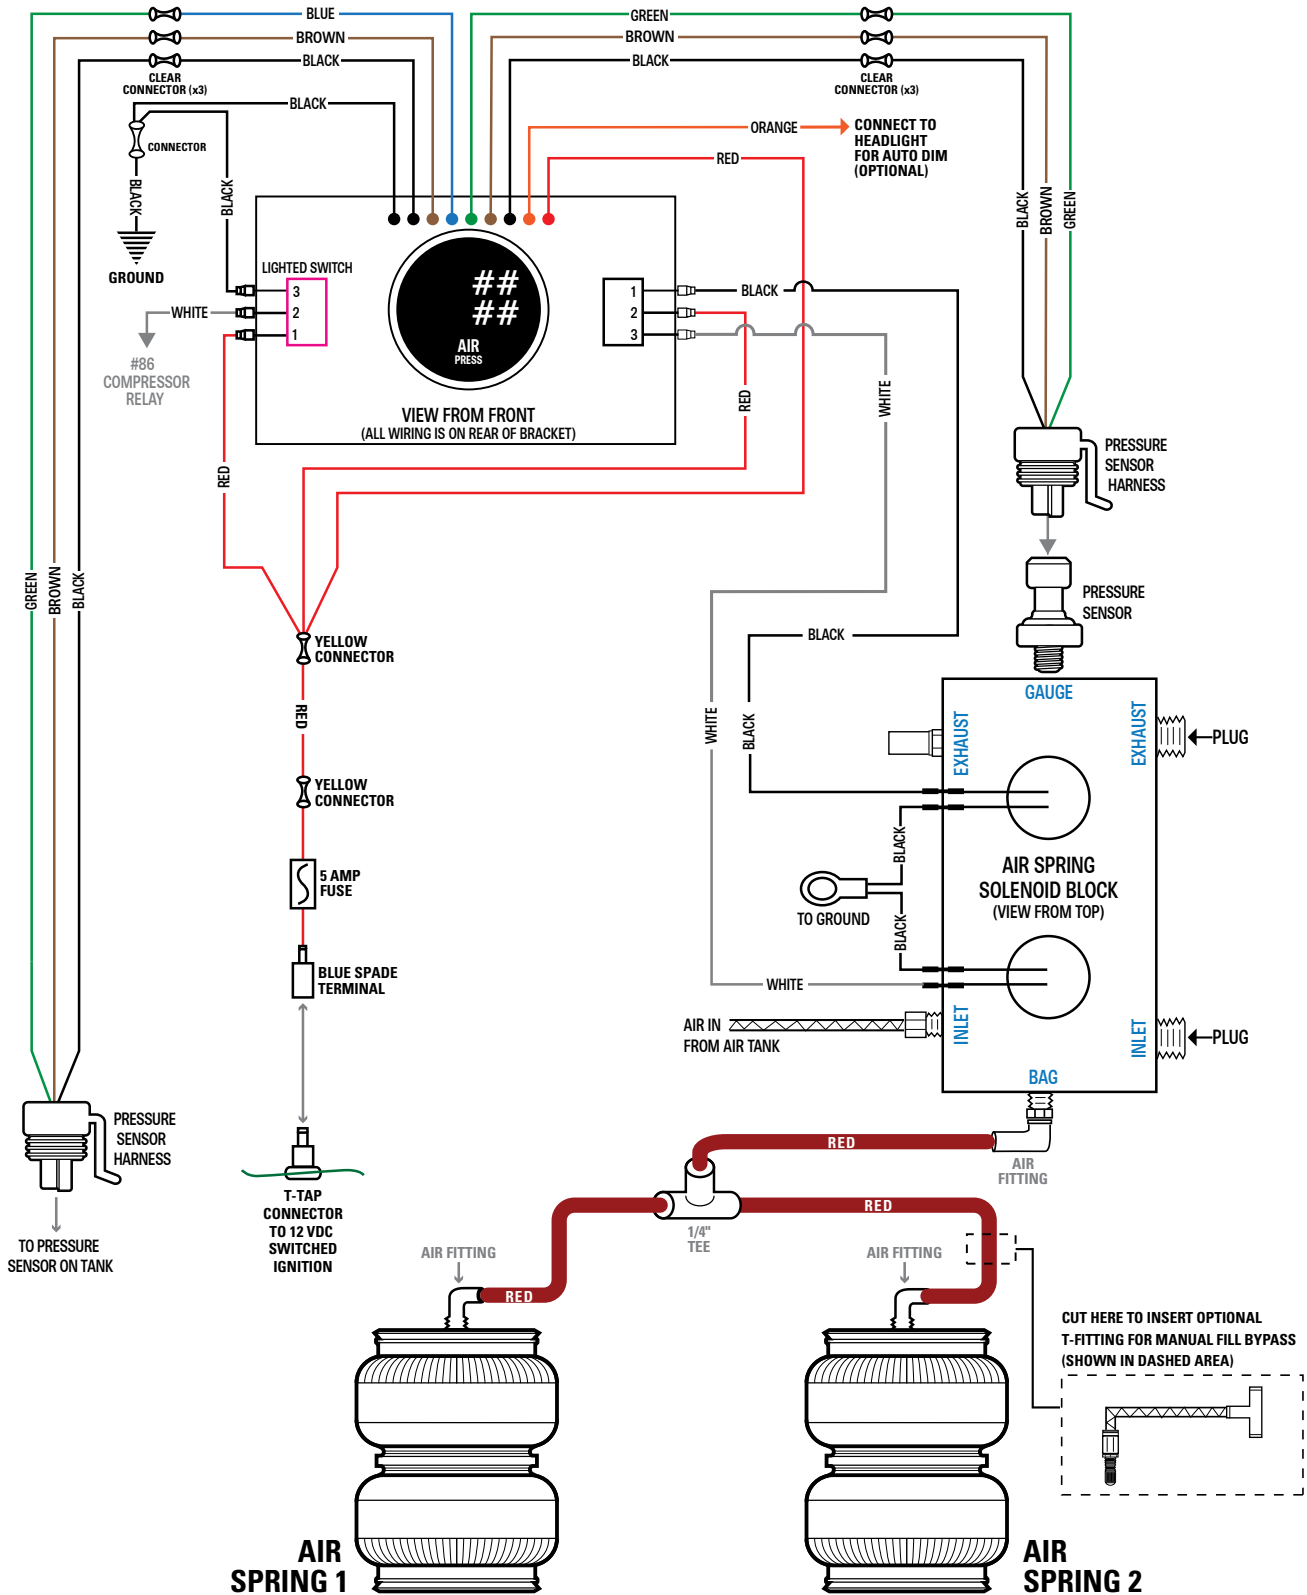 BLUE
BROWN
BLACK
CLEAR
CONNECTOR (x3)
GREEN
BROWN
BLACK
CLEAR
CONNECTOR (x3)
BLACK
CONNECTOR
BLACK
BLACK
GROUND
ORANGE
CONNECT TO
HEADLIGHT
FOR AUTO DIM
(OPTIONAL)
RED
BLACK
BROWN
GREEN
LIGHTED SWITCH
3
2
1
WHITE
#86
COMPRESSOR
RELAY
##
##
AIR
PRESS
1
2
3
BLACK
VIEW FROM FRONT
(ALL WIRING IS ON REAR OF BRACKET)
RED
WHITE
RED
PRESSURE
SENSOR
HARNESS
GREEN
BROWN
BLACK
PRESSURE
SENSOR
YELLOW
CONNECTOR
BLACK
RED
WHITE
BLACK
GAUGE
EXHAUST
EXHAUST
PLUG
YELLOW
CONNECTOR
BLACK
5 AMP
FUSE
AIR SPRING
SOLENOID BLOCK
(VIEW FROM TOP)
TO GROUND
BLACK
BLUE SPADE
TERMINAL
WHITE
AIR IN
FROM AIR TANK
INLET
INLET
PLUG
BAG
PRESSURE
SENSOR
HARNESS
RED
AIR
FITTING
T-TAP
CONNECTOR
TO 12 VDC
SWITCHED
IGNITION
RED
1/4"
TEE
TO PRESSURE
SENSOR ON TANK
AIR FITTING
AIR FITTING
RED
CUT HERE TO INSERT OPTIONAL
T-FITTING FOR MANUAL FILL BYPASS
(SHOWN IN DASHED AREA)
AIR
SPRING 1
AIR
SPRING 2